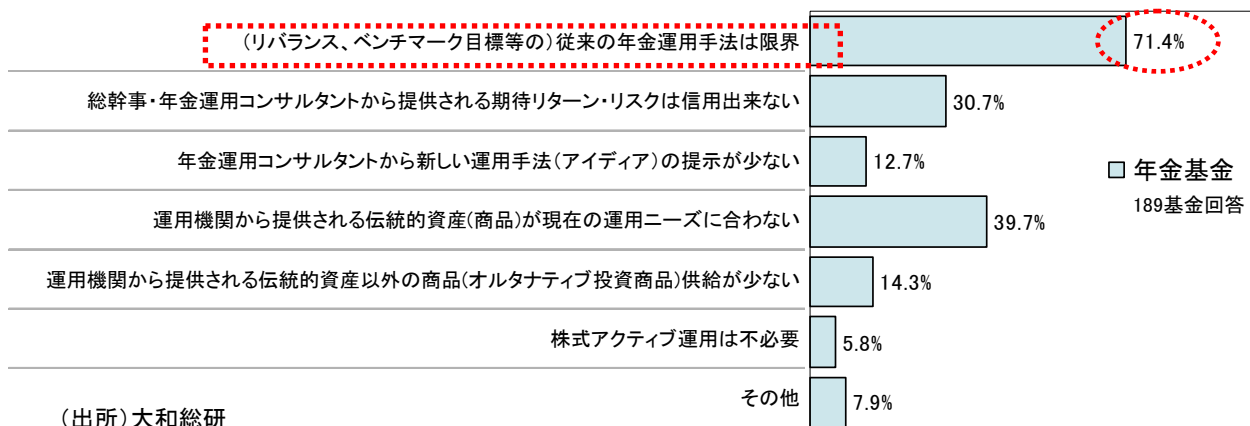 (リバランス、ベンチマーク目標等の)従来の年金運用手法は限界
71.4%
総幹事・年金運用コンサルタントから提供される期待リターン・リスクは信用出来ない
30.7%
年金運用コンサルタントから新しい運用手法(アイディア)の提示が少ない
12.7%
年金基金
189基金回答
運用機関から提供される伝統的資産(商品)が現在の運用ニーズに合わない
39.7%
運用機関から提供される伝統的資産以外の商品(オルタナティブ投資商品)供給が少ない
14.3%
株式アクティブ運用は不必要
5.8%
その他
7.9%
(出所)大和総研